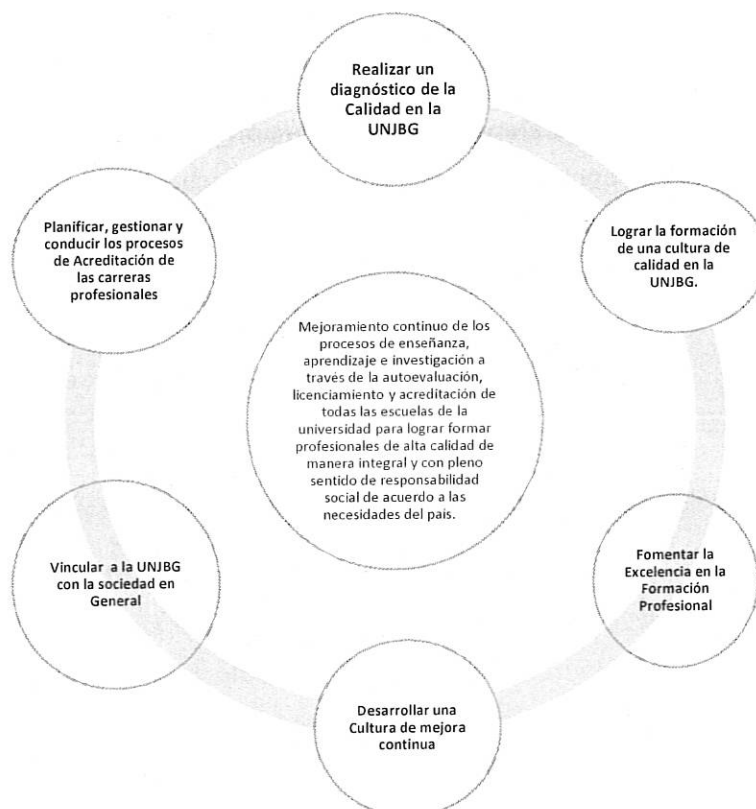 Realizar un
diagnóstico de la
Calidad en la
UNJBG
Planificar, gestionar y
conducir los procesos
de Acreditación de
las carreras
profesionales
Lograr la formación
de una cultura de
calidad en la
UNJBG.
Mejoramiento continuo de los
procesos de enseñanza,
aprendizaje e investigación a
través de la autoevaluación,
licenciamiento y acreditación de
todas las escuelas de la
universidad para lograr formar
profesionales de alta calidad de
manera integral y con pleno
sentido de responsabilidad
social de acuerdo a las
necesidades del país.
Vincular a la UNJBG
con la sociedad en
General
Fomentar la
Excelencia en la
Formación
Profesional
Desarrollar una
Cultura de mejora
continua